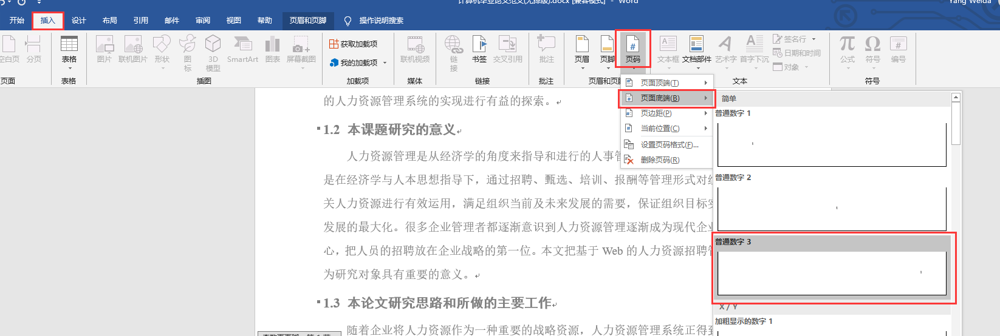 计算机毕业论文范文(无排版).docx [兼容模式] - Word
Yang Weida
开始 插入 设计 布局 引用 邮件 审阅 视图 帮助 页眉和页脚 操作说明搜索
空白页 分页
表格
图片 联机图片 形状 图标 3D模型 SmartArt 图表 屏幕截图
获取加载项
我的加载项
联机视频
链接 书签 交叉引用
批注
页眉 页脚 页码
文本框 文档部件 艺术字 首字下沉
签名行
日期和时间
对象
公式 符号 编号
页面 表格 插图 加载项 媒体 链接 批注 页眉和页脚 文本 符号
页面顶端(T)
页面底端(B)
页边距(P)
当前位置(C)
设置页码格式(F)...
删除页码(R)
简单
普通数字 1
普通数字 2
普通数字 3
X / Y
加粗显示的数字 1
的人力资源管理系统的实现进行有益的探索。
1.2 本课题研究的意义
人力资源管理是从经济学的角度来指导和进行的人事管
是在经济学与人本思想指导下，通过招聘、甄选、培训、报酬等管理形式对组
关人力资源进行有效运用，满足组织当前及未来发展的需要，保证组织目标实
发展的最大化。很多企业管理者都逐渐意识到人力资源管理逐渐成为现代企业
心，把人员的招聘放在企业战略的第一位。本文把基于 Web 的人力资源招聘管
为研究对象具有重要的意义。
1.3 本论文研究思路和所做的主要工作
随着企业将人力资源作为一种重要的战略资源，人力资源管理系统正得到